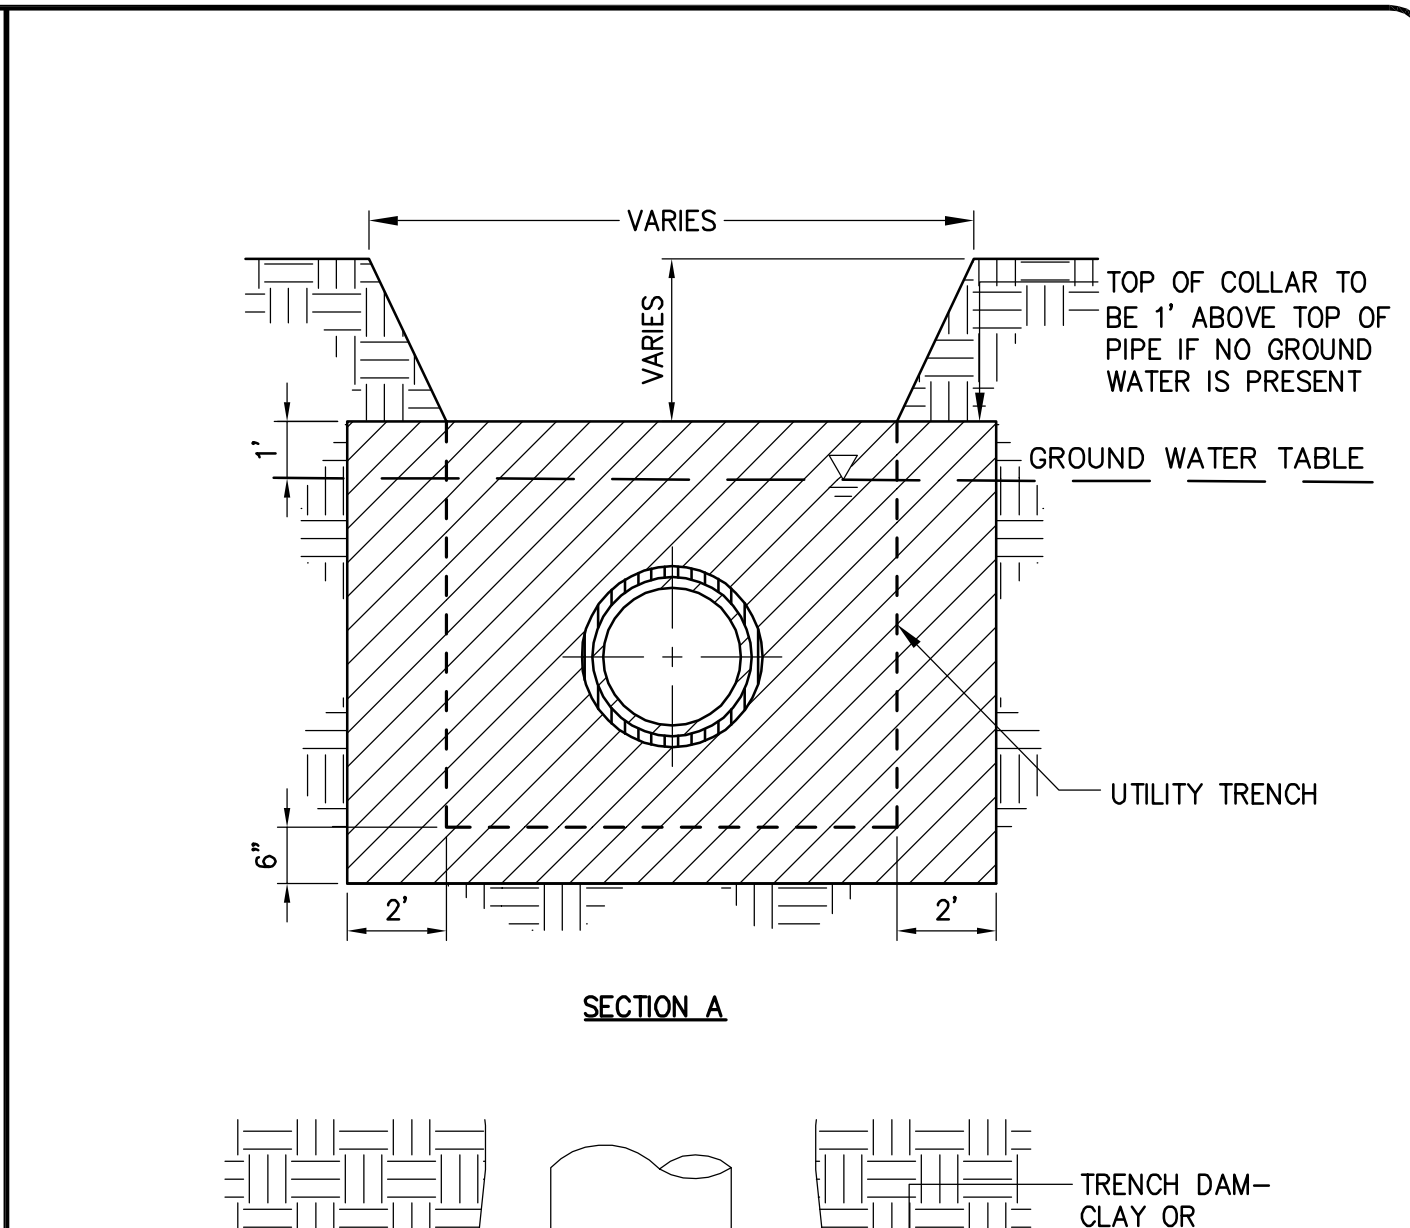 VARIES
VARIES
TOP OF COLLAR TO
BE 1' ABOVE TOP OF
PIPE IF NO GROUND
WATER IS PRESENT
1'
GROUND WATER TABLE
UTILITY TRENCH
6"
2'
2'
SECTION A
TRENCH DAM-
CLAY OR